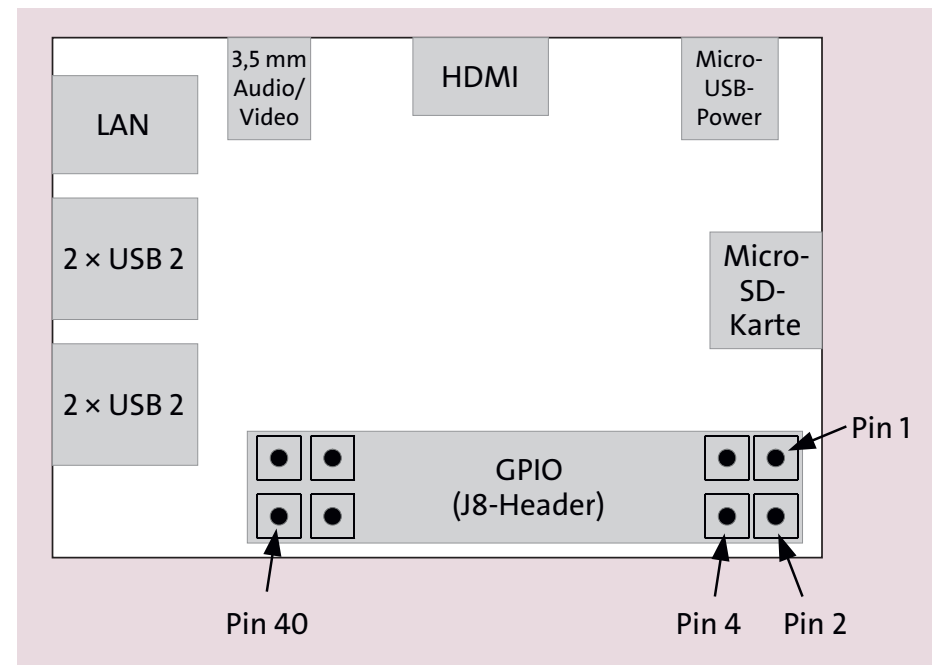 3,5 mm
Audio/
Video
HDMI
Micro-
USB-
Power
LAN
2 × USB 2
Micro-
SD-
Karte
2 × USB 2
Pin 1
GPIO
(J8-Header)
Pin 40
Pin 4
Pin 2